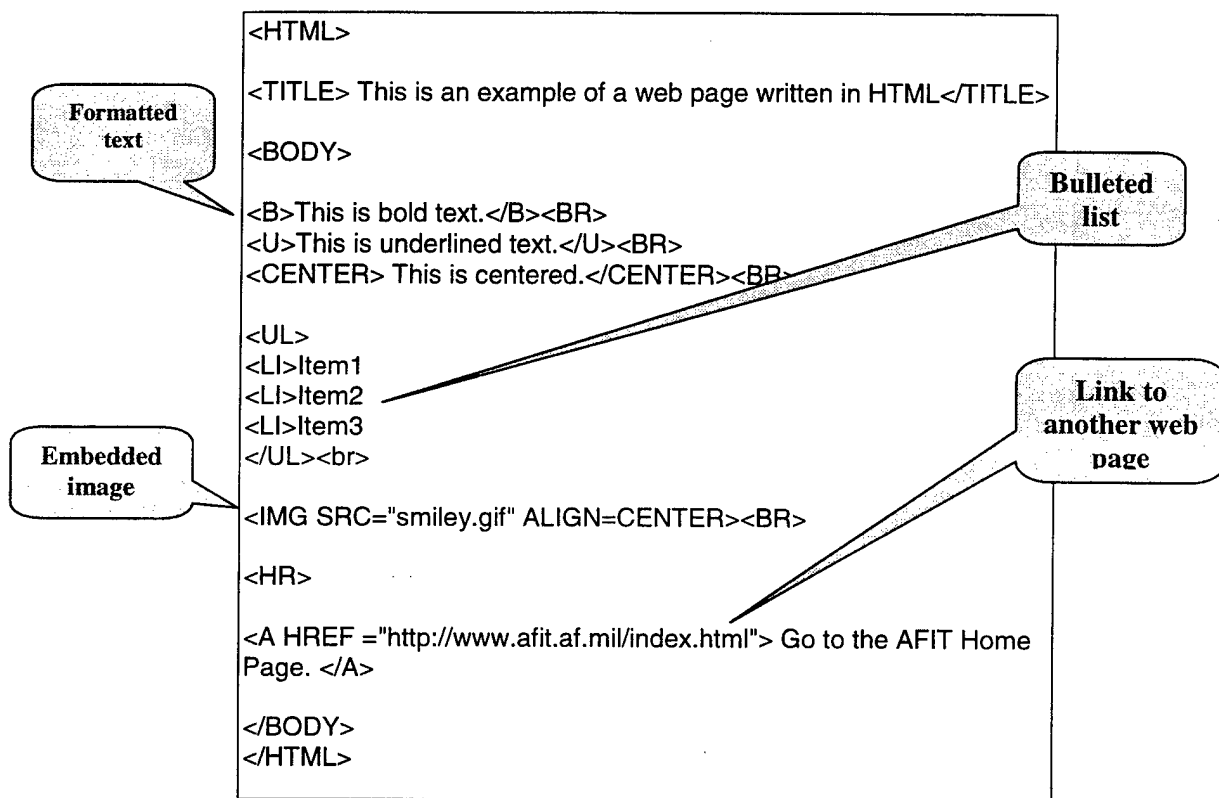 <HTML>
<TITLE> This is an example of a web page written in HTML</TITLE>
Formatted
text
<BODY>
Bulleted
list
<B>This is bold text.</B><BR>
<U>This is underlined text.</U><BR>
<CENTER> This is centered.</CENTER><BR>
<UL>
<LI>Item1
<LI>Item2
<LI>Item3
</UL><br>
Link to
another web
page
Embedded
image
<IMG SRC="smiley.gif" ALIGN=CENTER><BR>
<HR>
<A HREF ="http://www.afit.af.mil/index.html"> Go to the AFIT Home
Page. </A>
</BODY>
</HTML>